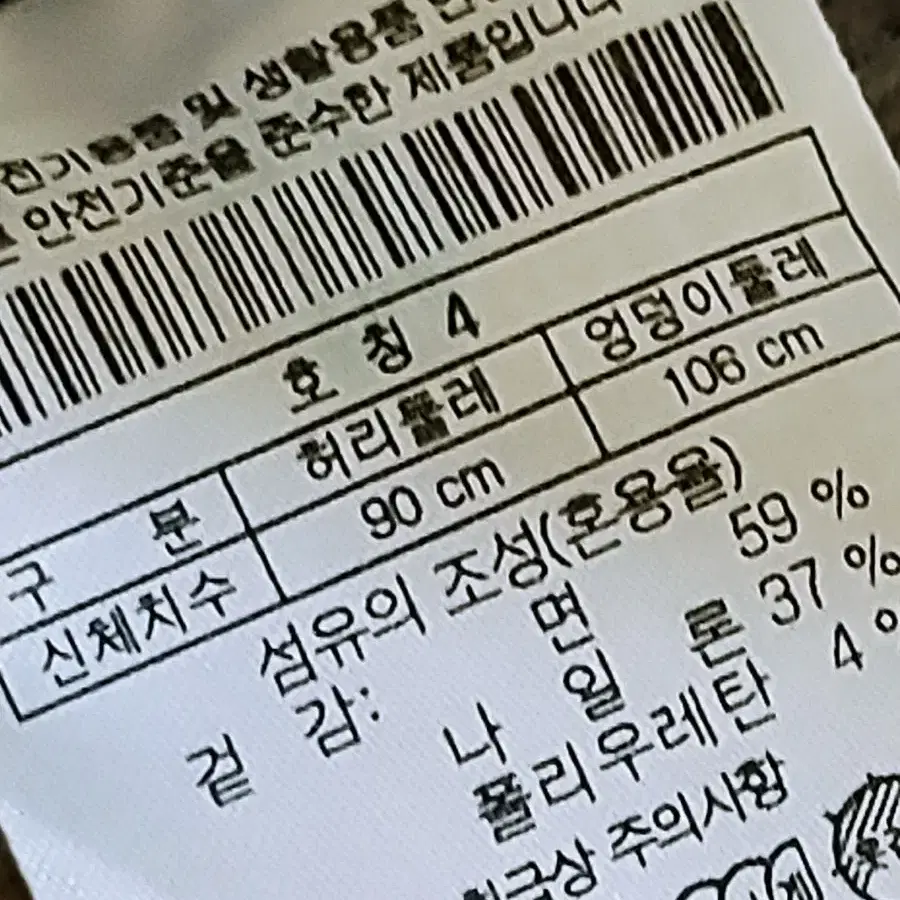 전기용품 및 생활용품
안전기준을 준수한 제품입니다
호 칭 4
구 분 허리둘레 엉덩이둘레
신체치수 90 cm 106 cm
섬유의 조성(혼용율)
겉 감: 면 59 %
나 일 론 37 %
폴리우레탄 4 %
취급상 주의사항